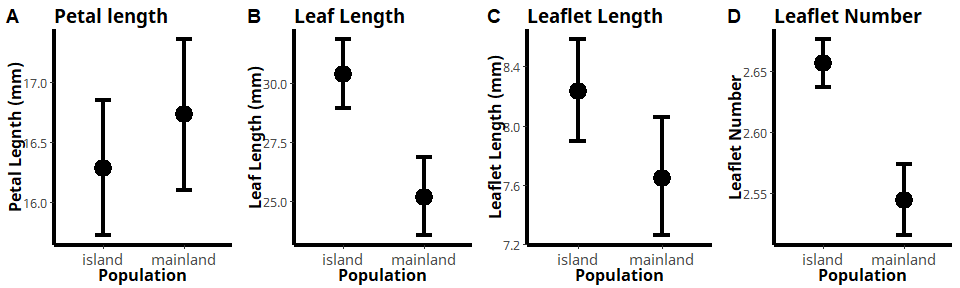 A Petal length
Petal Legnth (mm)
17.0
16.5
16.0
island mainland
Population
B Leaf Length
Leaf Length (mm)
30.0
27.5
25.0
island mainland
Population
C Leaflet Length
Leaflet Length (mm)
8.4
8.0
7.6
7.2
island mainland
Population
D Leaflet Number
Leaflet Number
2.65
2.60
2.55
island mainland
Population